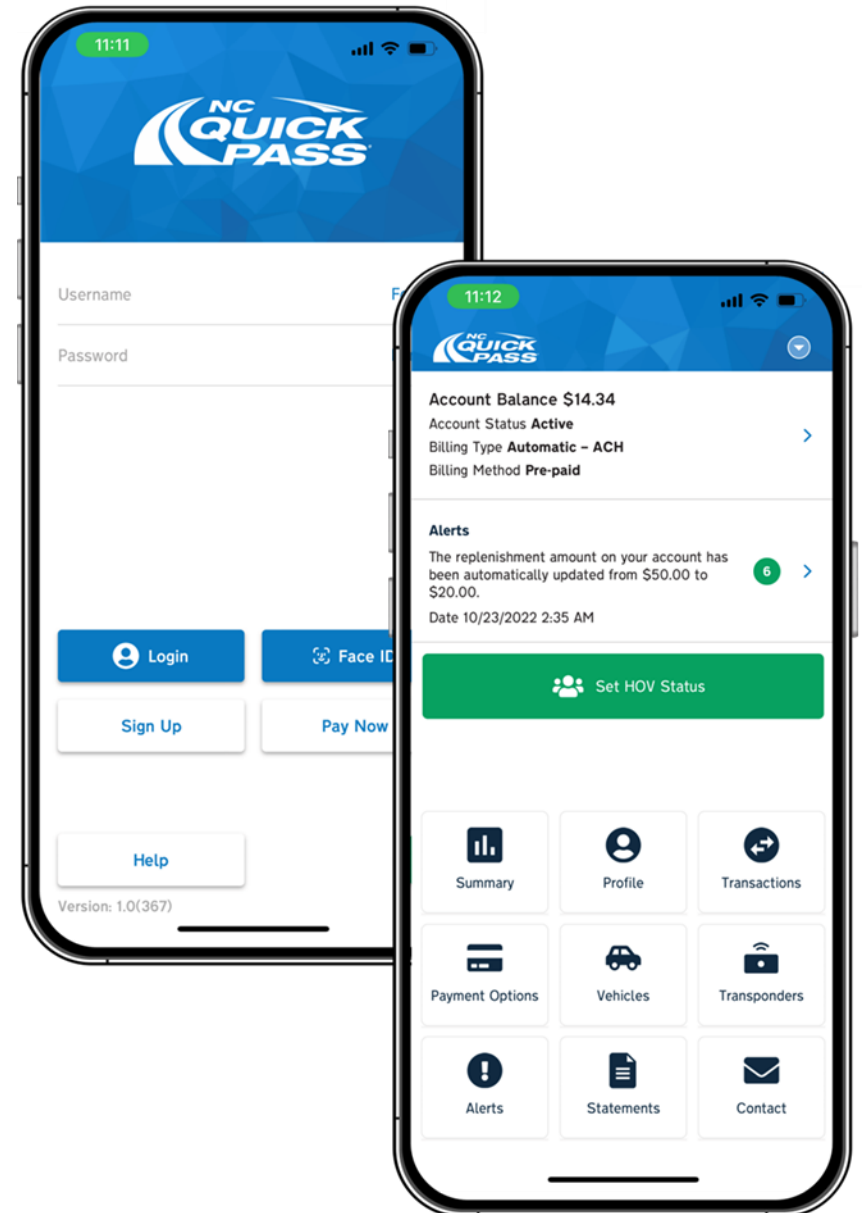 11:11
NC
QUICK
PASS
Username
Password
Login
Face ID
Sign Up
Pay Now
Help
Version: 1.0(367)
11:12
NC
QUICK
PASS
Account Balance $14.34
Account Status Active
Billing Type Automatic – ACH
Billing Method Pre-paid
Alerts
The replenishment amount on your account has
been automatically updated from $50.00 to
$20.00.
6
Date 10/23/2022 2:35 AM
Set HOV Status
Summary
Profile
Transactions
Payment Options
Vehicles
Transponders
Alerts
Statements
Contact